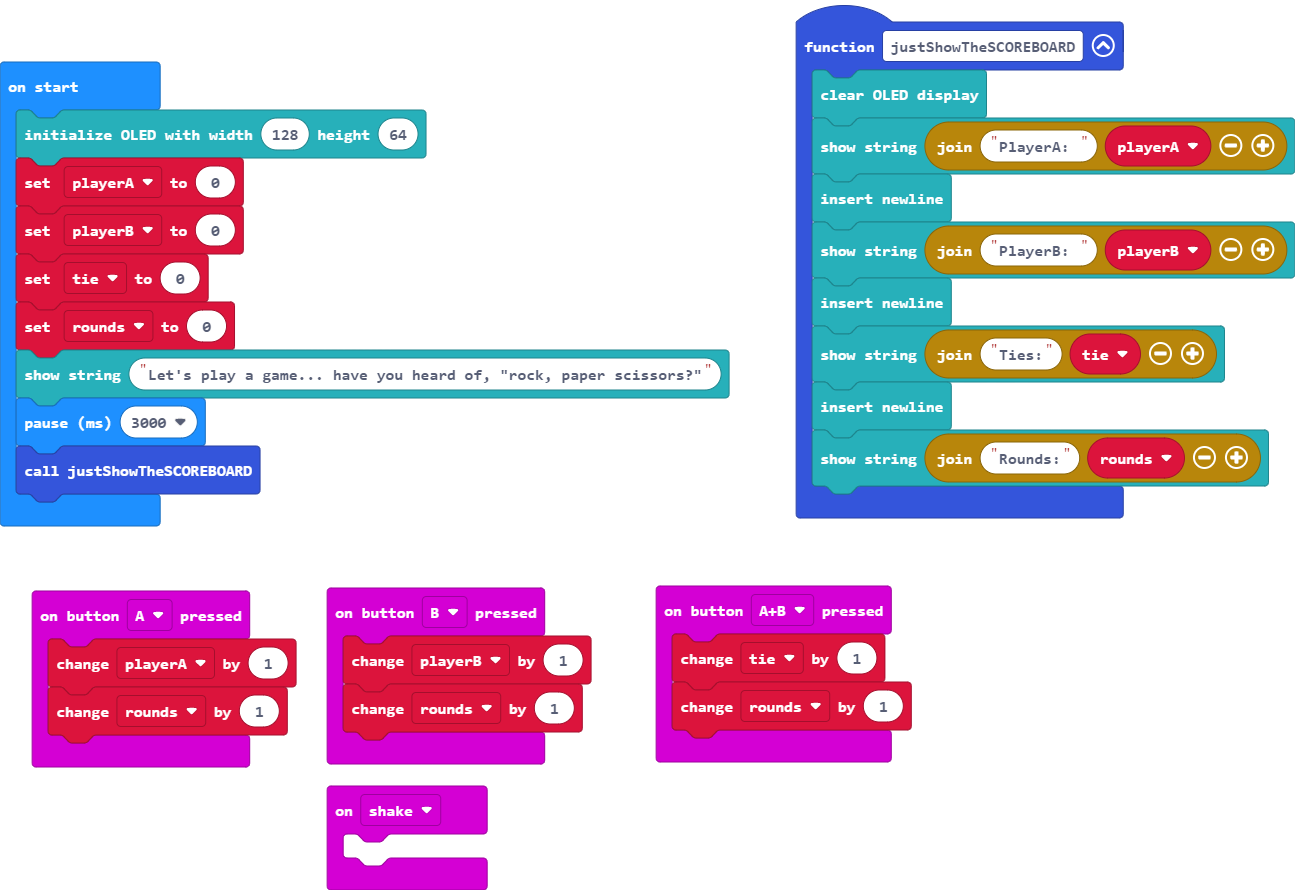 on start
initialize OLED with width 128 height 64
set playerA to 0
set playerB to 0
set tie to 0
set rounds to 0
show string "Let's play a game... have you heard of, "rock, paper scissors?""
pause (ms) 3000
call justShowTheSCOREBOARD
function justShowTheSCOREBOARD
clear OLED display
show string join "PlayerA: " playerA
insert newline
show string join "PlayerB: " playerB
insert newline
show string join "Ties:" tie
insert newline
show string join "Rounds:" rounds
on button A pressed
change playerA by 1
change rounds by 1
on button B pressed
change playerB by 1
change rounds by 1
on button A+B pressed
change tie by 1
change rounds by 1
on shake